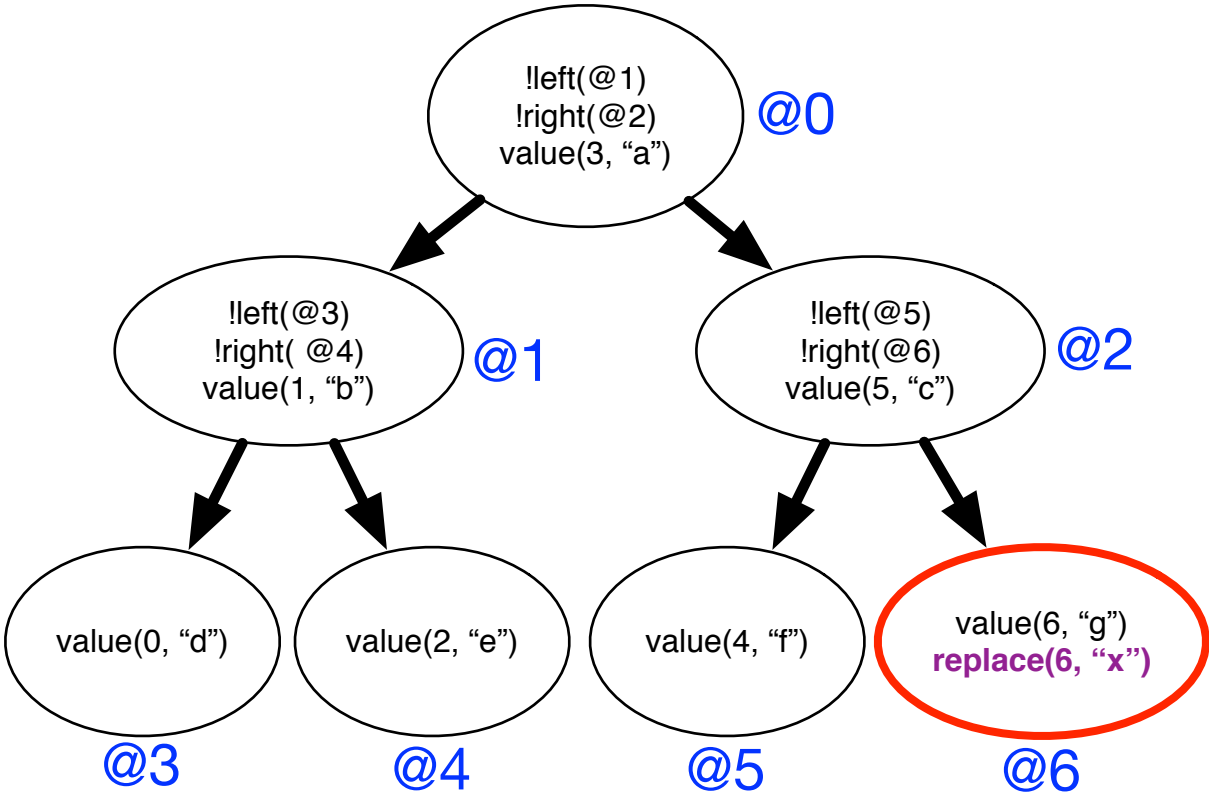 !left(@1)
!right(@2)
value(3, “a”)
@0
!left(@3)
!right( @4)
value(1, “b”)
@1
!left(@5)
!right(@6)
value(5, “c”)
@2
value(0, “d”)
@3
value(2, “e”)
@4
value(4, “f”)
@5
value(6, “g”)
replace(6, “x”)
@6